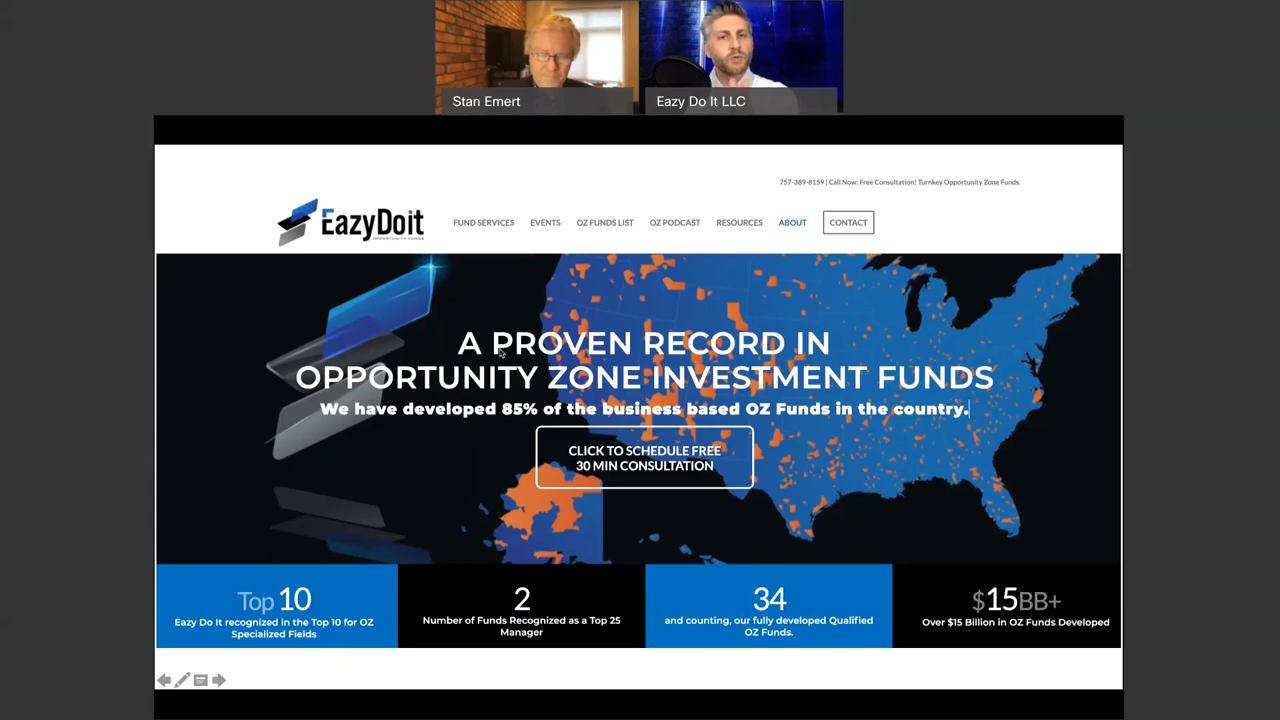 Stan Emert
Eazy Do It LLC
757-389-8159 | Call Now: Free Consultation! Turnkey Opportunity Zone Funds.
EazyDoit
OPPORTUNITY FUNDS
FUND SERVICES
EVENTS
OZ FUNDS LIST
OZ PODCAST
RESOURCES
ABOUT
CONTACT
A PROVEN RECORD IN
OPPORTUNITY ZONE INVESTMENT FUNDS
We have developed 85% of the business based OZ Funds in the country.
CLICK TO SCHEDULE FREE
30 MIN CONSULTATION
Top 10
Eazy Do It recognized in the Top 10 for OZ
Specialized Fields
2
Number of Funds Recognized as a Top 25
Manager
34
and counting, our fully developed Qualified
OZ Funds.
$15BB+
Over $15 Billion in OZ Funds Developed